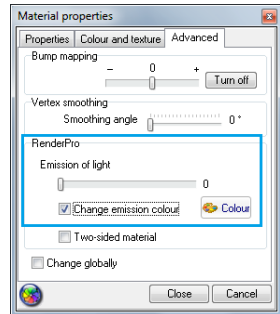 Material properties
Properties Colour and texture Advanced
Bump mapping
− 0 +
Turn off
Vertex smoothing
Smoothing angle 0 °
RenderPro
Emission of light
0
Change emission colour Colour
Two-sided material
Change globally
Close Cancel